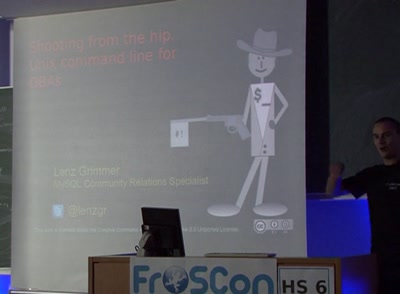 Shooting from the hip.
Unix command line for
DBAs
$
#!
Lenz Grimmer
MySQL Community Relations Specialist
@lenzgr
FrOSCon
HS 6